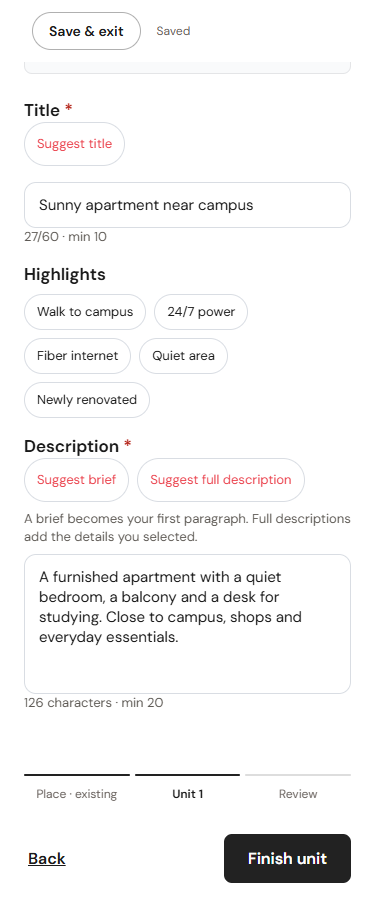 Save & exit
Saved
Title *
Suggest title
Sunny apartment near campus
27/60 · min 10
Highlights
Walk to campus
24/7 power
Fiber internet
Quiet area
Newly renovated
Description *
Suggest brief
Suggest full description
A brief becomes your first paragraph. Full descriptions
add the details you selected.
A furnished apartment with a quiet
bedroom, a balcony and a desk for
studying. Close to campus, shops and
everyday essentials.
126 characters · min 20
Place · existing
Unit 1
Review
Back
Finish unit